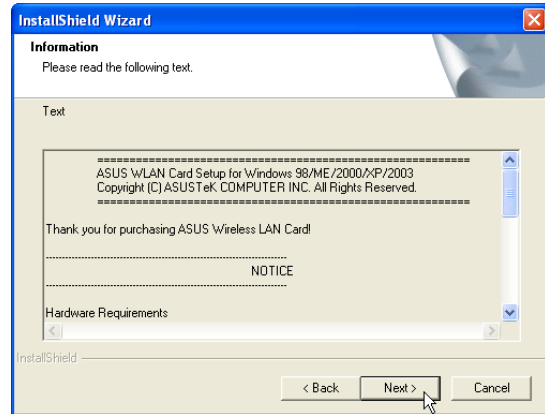 InstallShield Wizard
Information
Please read the following text.
Text
===========================================================
ASUS WLAN Card Setup for Windows 98/ME/2000/XP/2003
Copyright (C) ASUSTeK COMPUTER INC. All Rights Reserved.
===========================================================
Thank you for purchasing ASUS Wireless LAN Card!
------------------------------------------------------------
NOTICE
------------------------------------------------------------
Hardware Requirements
InstallShield
< Back Next > Cancel